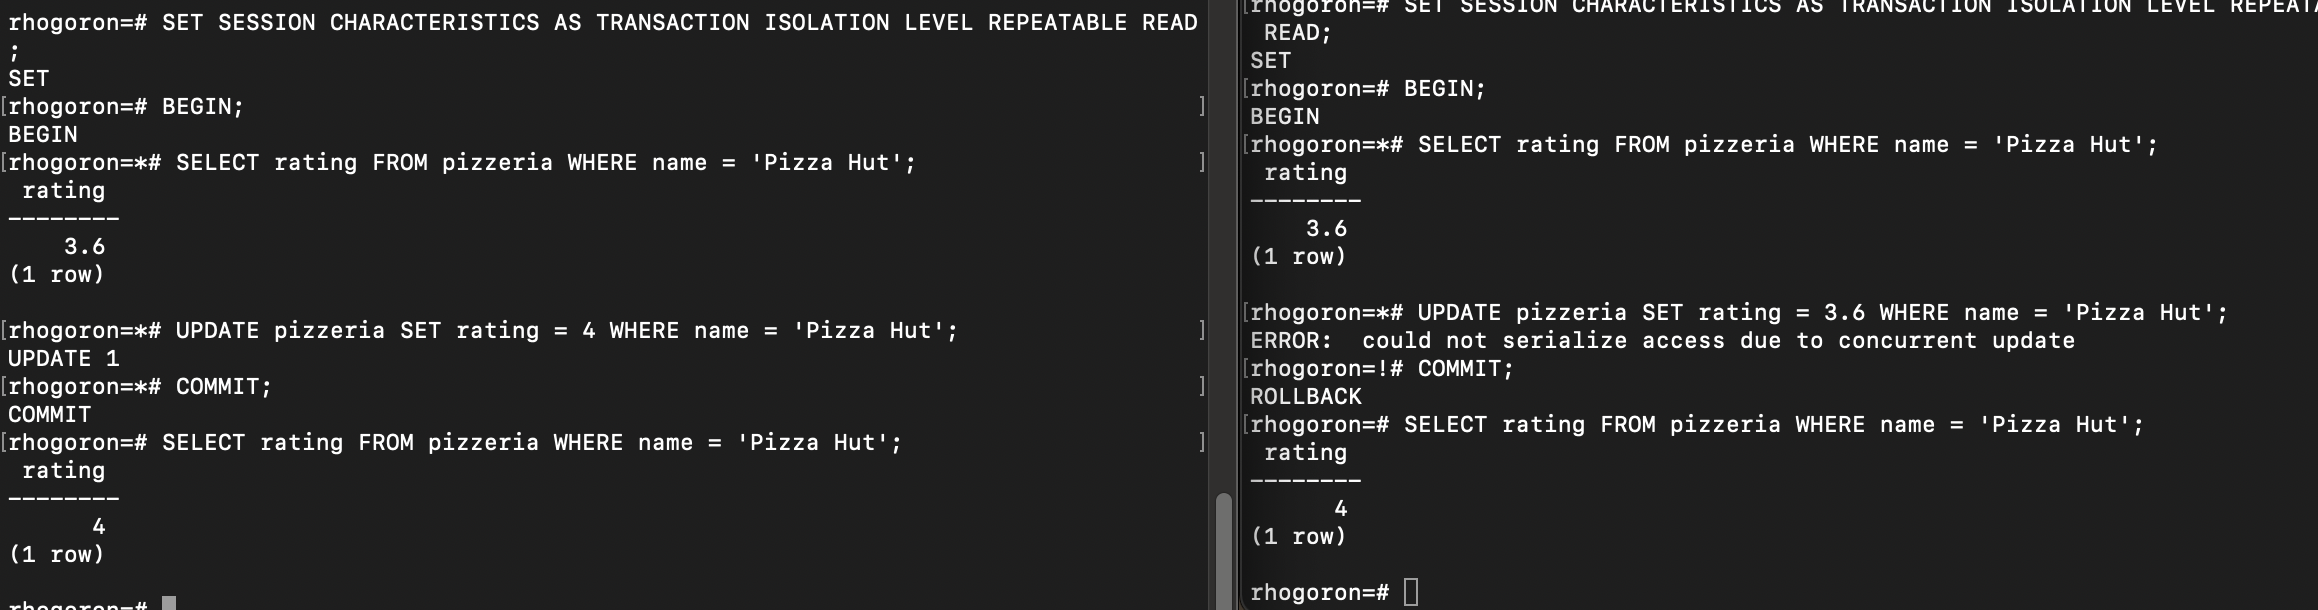 rhogoron=# SET SESSION CHARACTERISTICS AS TRANSACTION ISOLATION LEVEL REPEATABLE READ
;
SET
[rhogoron=# BEGIN; ]
BEGIN
[rhogoron=*# SELECT rating FROM pizzeria WHERE name = 'Pizza Hut'; ]
rating
--------
3.6
(1 row)
[rhogoron=*# UPDATE pizzeria SET rating = 4 WHERE name = 'Pizza Hut'; ]
UPDATE 1
[rhogoron=*# COMMIT; ]
COMMIT
[rhogoron=# SELECT rating FROM pizzeria WHERE name = 'Pizza Hut'; ]
rating
--------
4
(1 row)
rhogoron=#
[rhogoron=# SET SESSION CHARACTERISTICS AS TRANSACTION ISOLATION LEVEL REPEATA
READ;
SET
[rhogoron=# BEGIN;
BEGIN
[rhogoron=*# SELECT rating FROM pizzeria WHERE name = 'Pizza Hut';
rating
--------
3.6
(1 row)
[rhogoron=*# UPDATE pizzeria SET rating = 3.6 WHERE name = 'Pizza Hut';
ERROR:  could not serialize access due to concurrent update
[rhogoron=!# COMMIT;
ROLLBACK
[rhogoron=# SELECT rating FROM pizzeria WHERE name = 'Pizza Hut';
rating
--------
4
(1 row)
rhogoron=#